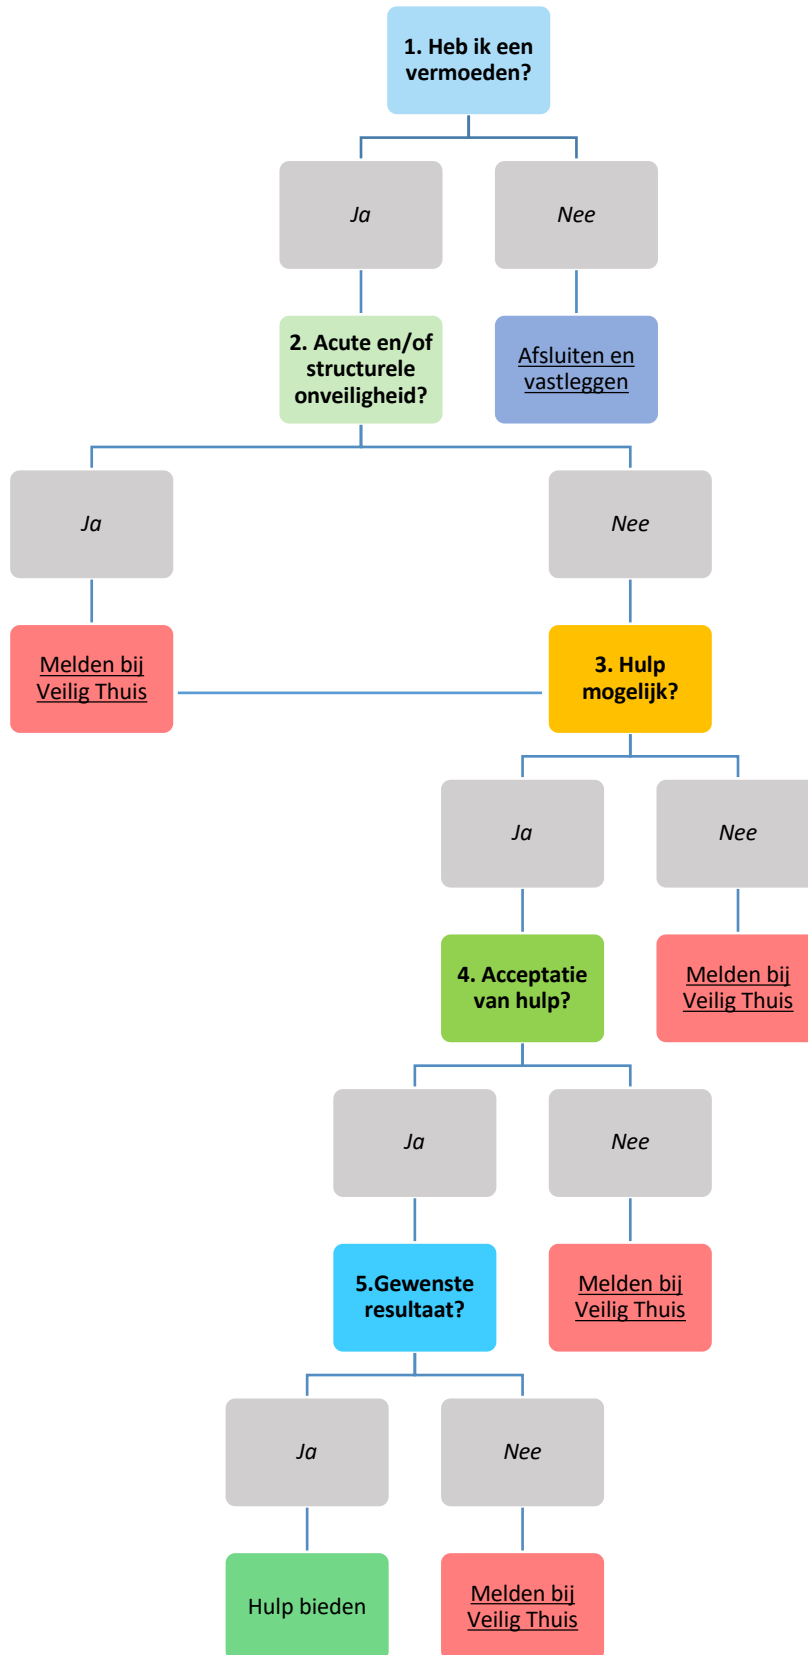 1. Heb ik een
vermoeden?
Ja
Nee
2. Acute en/of
structurele
onveiligheid?
Afsluiten en
vastleggen
Ja
Nee
Melden bij
Veilig Thuis
3. Hulp
mogelijk?
Ja
Nee
4. Acceptatie
van hulp?
Melden bij
Veilig Thuis
Ja
Nee
5.Gewenste
resultaat?
Melden bij
Veilig Thuis
Ja
Nee
Hulp bieden
Melden bij
Veilig Thuis